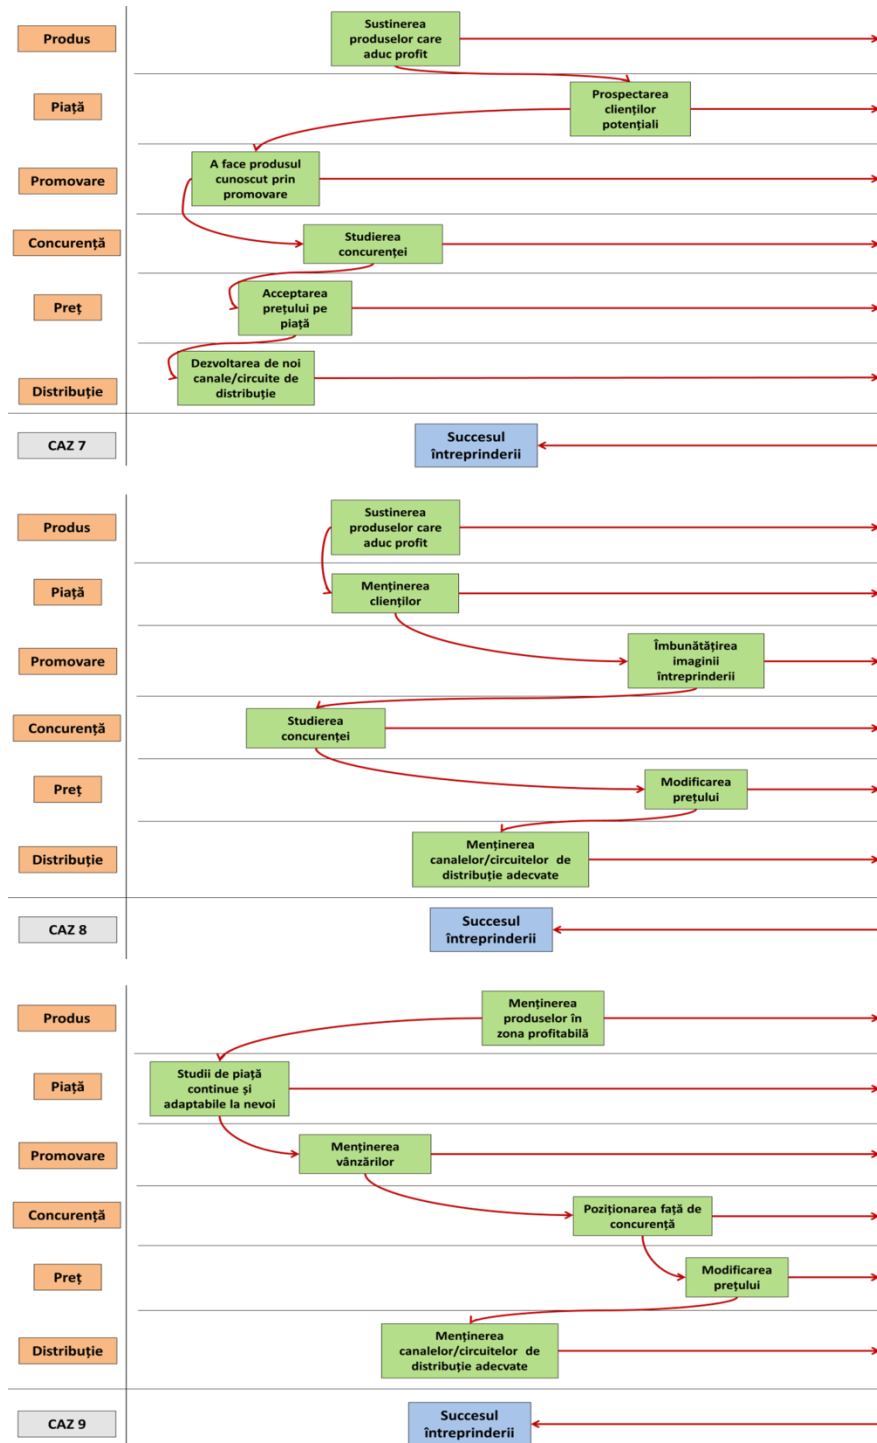 Produs
Sustinerea
produselor care
aduc profit
Piață
Prospectarea
clienților
potențiali
Promovare
A face produsul
cunoscut prin
promovare
Concurență
Studierea
concurenței
Preț
Acceptarea
prețului pe
piață
Distribuție
Dezvoltarea de noi
canale/circuite de
distribuție
CAZ 7
Succesul
întreprinderii
Produs
Sustinerea
produselor care
aduc profit
Piață
Menținerea
clienților
Promovare
Îmbunătățirea
imaginii
întreprinderii
Concurență
Studierea
concurenței
Preț
Modificarea
prețului
Distribuție
Menținerea
canalelor/circuitelor de
distribuție adecvate
CAZ 8
Succesul
întreprinderii
Produs
Menținerea
produselor în
zona profitabilă
Piață
Studii de piață
continue și
adaptabile la nevoi
Promovare
Menținerea
vânzărilor
Concurență
Poziționarea față de
concurență
Preț
Modificarea
prețului
Distribuție
Menținerea
canalelor/circuitelor de
distribuție adecvate
CAZ 9
Succesul
întreprinderii